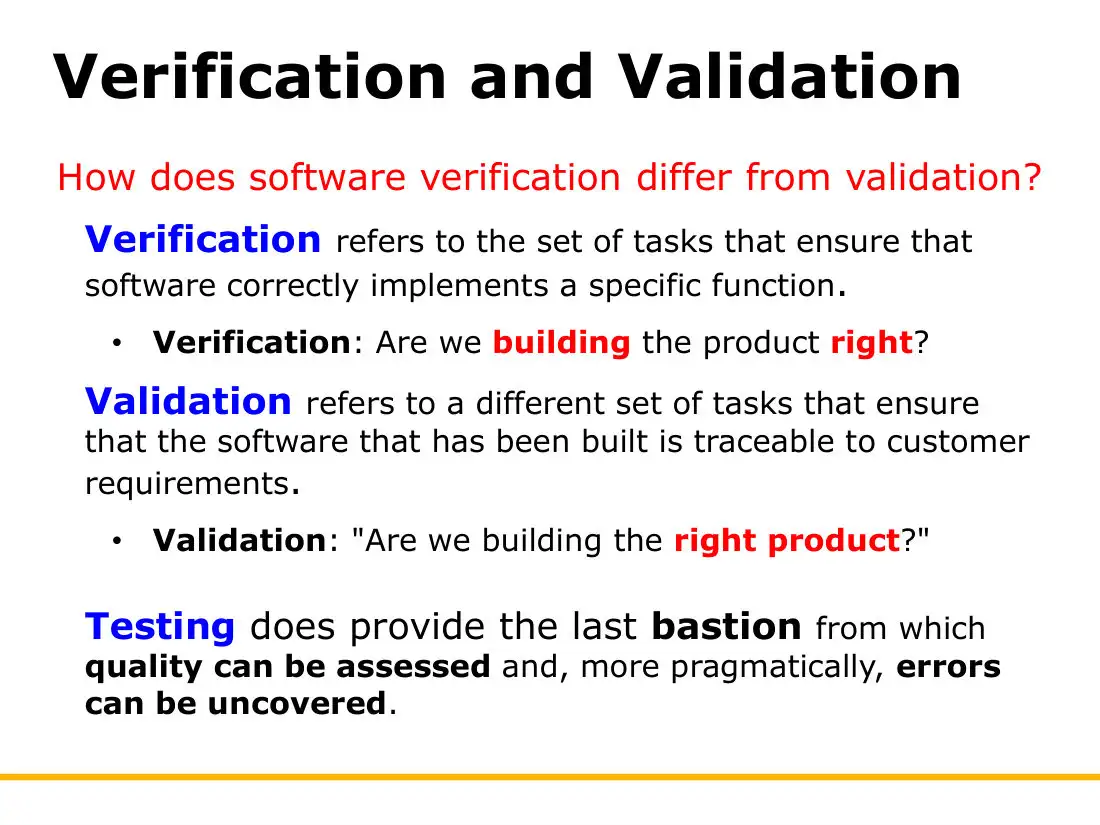 Verification and Validation
How does software verification differ from validation?
Verification refers to the set of tasks that ensure that
software correctly implements a specific function.
• Verification: Are we building the product right?
Validation refers to a different set of tasks that ensure
that the software that has been built is traceable to customer
requirements.
• Validation: "Are we building the right product?"
Testing does provide the last bastion from which
quality can be assessed and, more pragmatically, errors
can be uncovered.